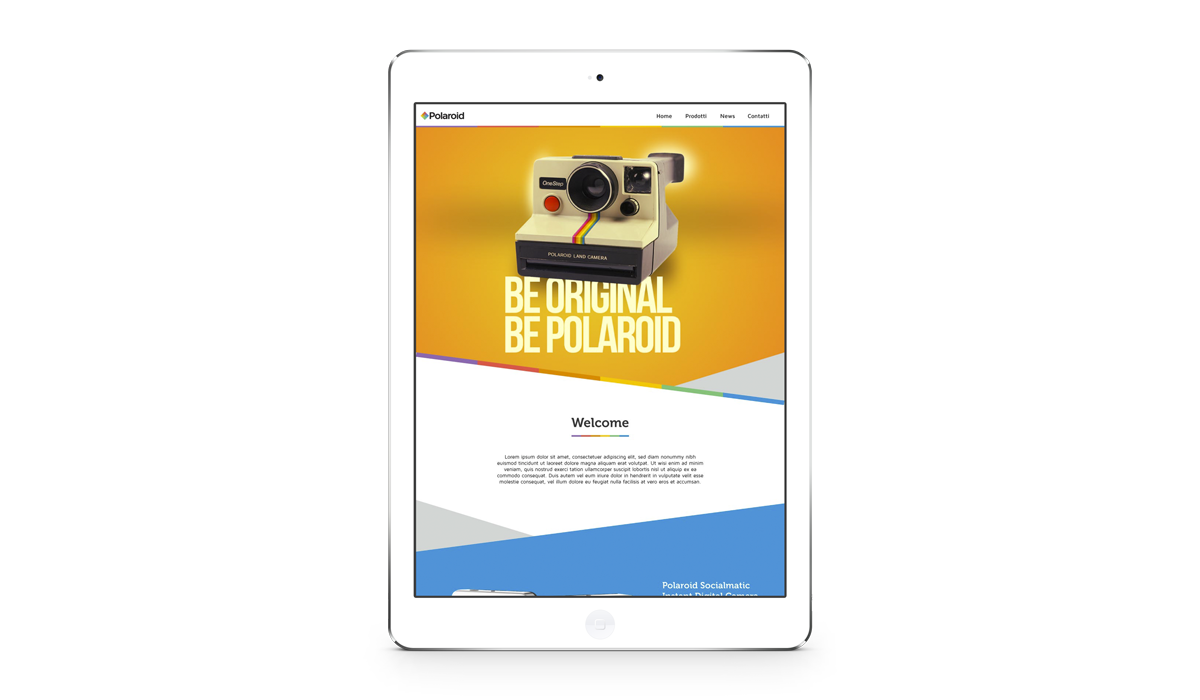 Polaroid
Home Prodotti News Contatti
OneStep
POLAROID LAND CAMERA
BE ORIGINAL
BE POLAROID
Welcome
Lorem ipsum dolor sit amet, consectetuer adipiscing elit, sed diam nonummy nibh
euismod tincidunt ut laoreet dolore magna aliquam erat volutpat. Ut wisi enim ad minim
veniam, quis nostrud exerci tation ullamcorper suscipit lobortis nisl ut aliquip ex ea
commodo consequat. Duis autem vel eum iriure dolor in hendrerit in vulputate velit esse
molestie consequat, vel illum dolore eu feugiat nulla facilisis at vero eros et accumsan
Polaroid Socialmatic
Instant Digital Camera